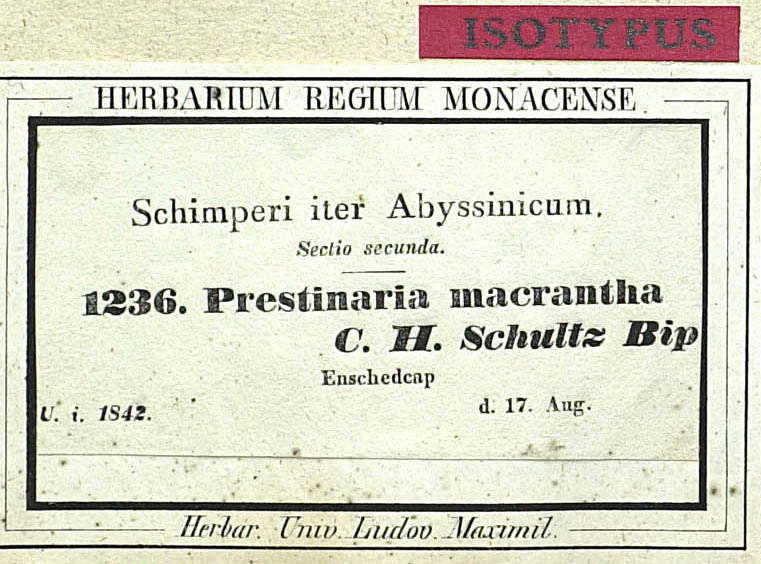 ISOTYPUS
HERBARIUM REGIUM MONACENSE
Schimperi iter Abyssinicum.
Sectio secunda.
1236. Prestinaria macrantha
C. H. Schultz Bip
Enschedcap
U. i. 1842. d. 17. Aug.
Herbar. Univ. Ludov. Maximil.